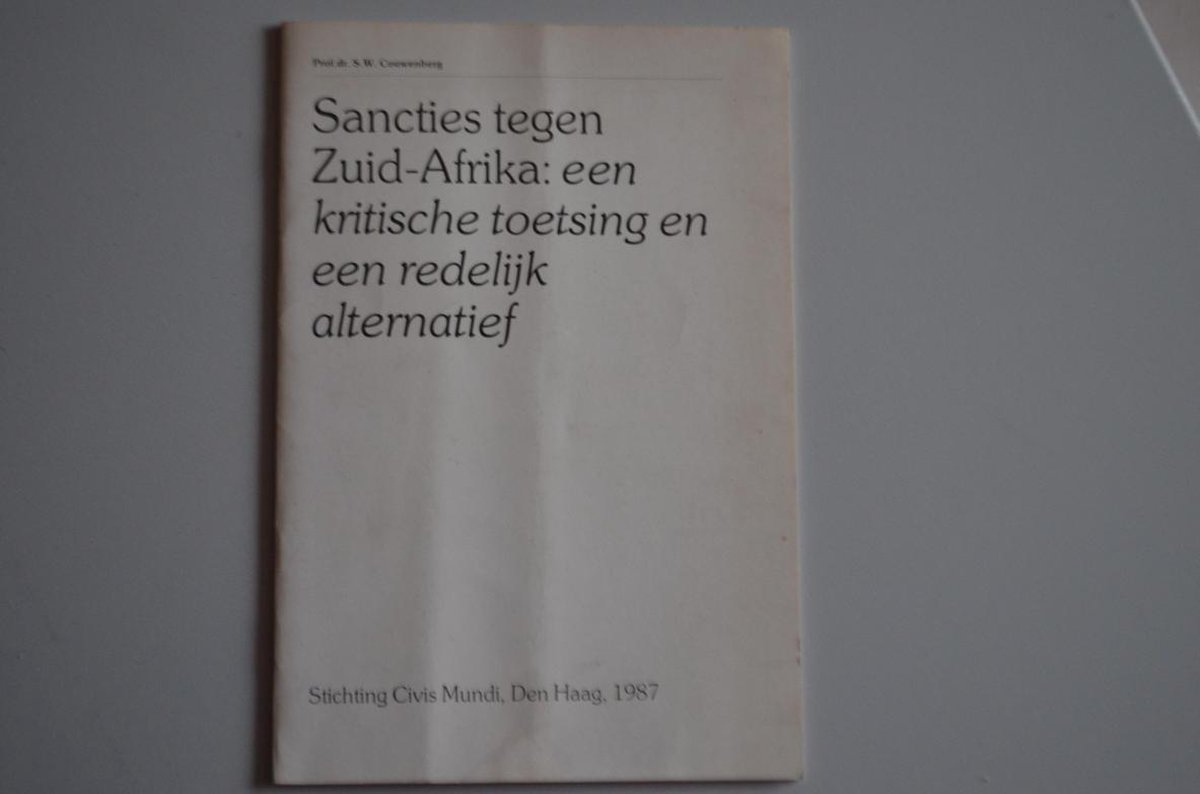 Prof. dr. S.W. Couwenberg
Sancties tegen
Zuid-Afrika: een
kritische toetsing en
een redelijk
alternatief
Stichting Civis Mundi, Den Haag, 1987